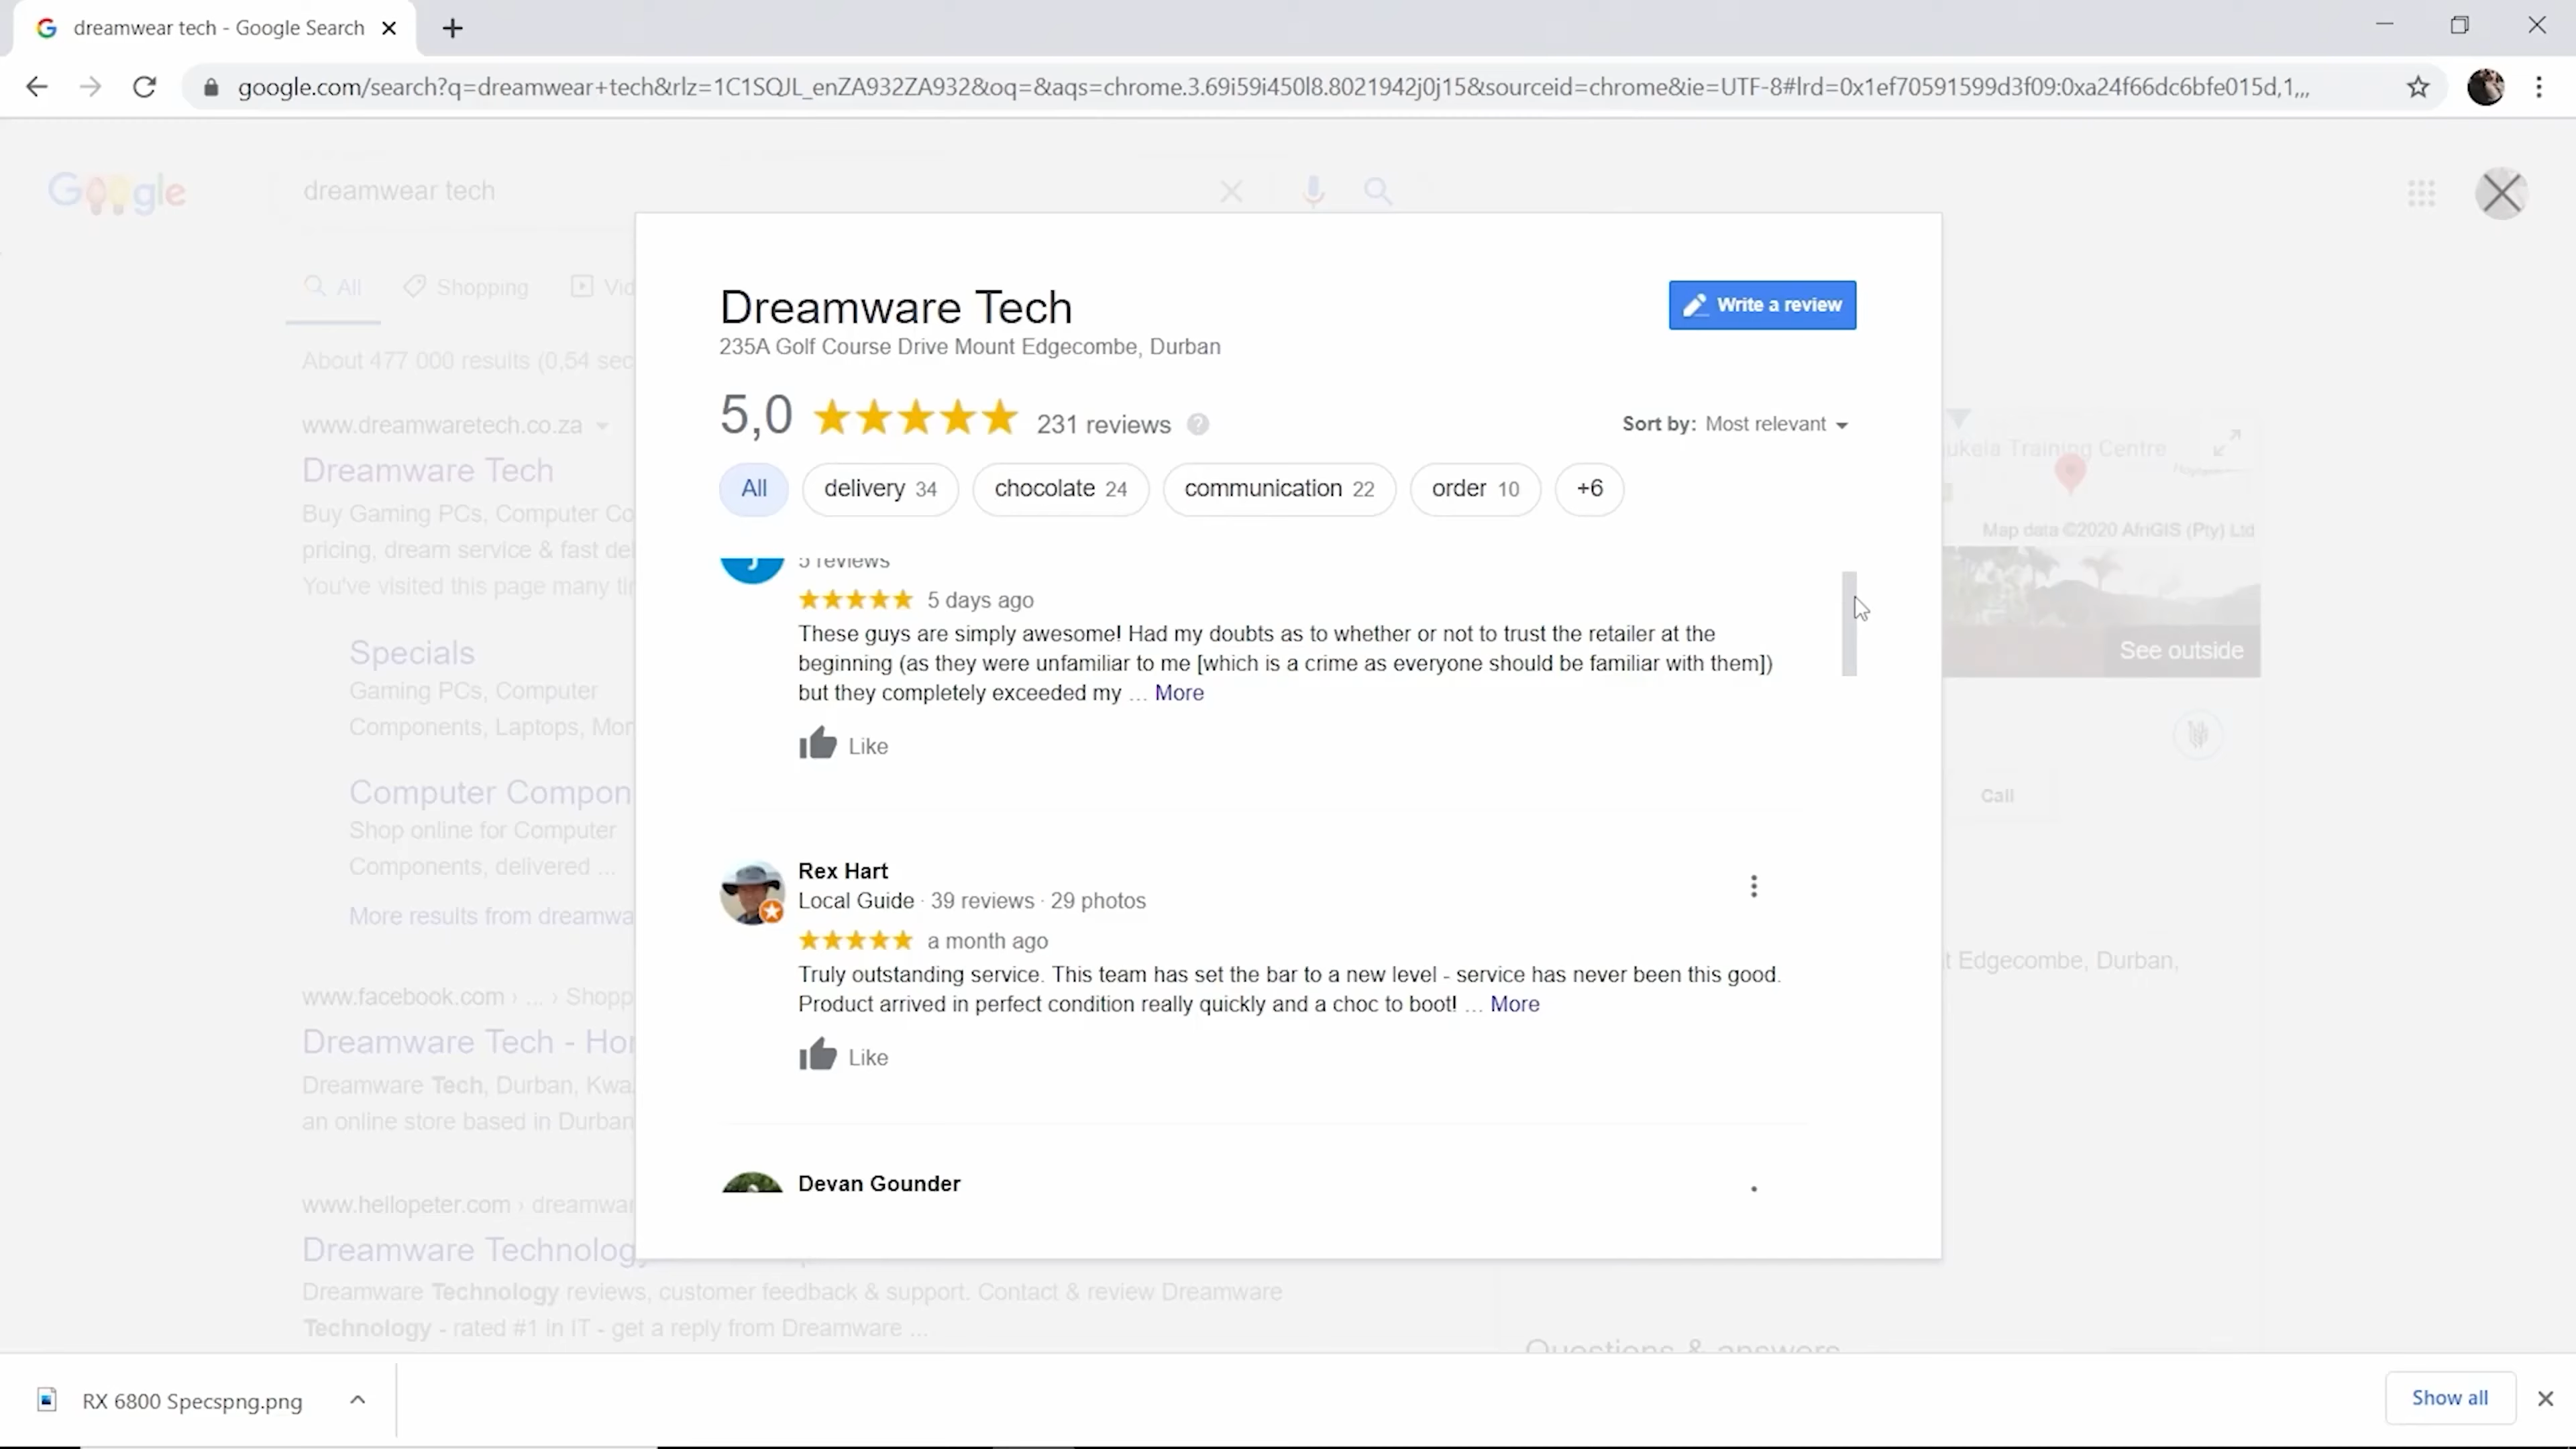 dreamwear tech - Google Search
google.com/search?q=dreamwear+tech&rlz=1C1SQJL_enZA932ZA932&oq=&aqs=chrome.3.69i59i450l8.8021942j0j15&sourceid=chrome&ie=UTF-8#lrd=0x1ef70591599d3f09:0xa24f66dc6bfe015d,1,,,
Google
dreamwear tech
All
Shopping
Vid
About 477 000 results (0,54 sec
www.dreamwaretech.co.za
Dreamware Tech
Buy Gaming PCs, Computer Co
pricing, dream service & fast del
You've visited this page many ti
Specials
Gaming PCs, Computer
Components, Laptops, Mor
Computer Compon
Shop online for Computer
Components, delivered ...
More results from dreamwa
www.facebook.com › ... › Shopp
Dreamware Tech - Ho
Dreamware Tech, Durban, Kwa
an online store based in Durban
www.hellopeter.com › dreamwar
Dreamware Technolog
Dreamware Technology reviews, customer feedback & support. Contact & review Dreamware
Technology - rated #1 in IT - get a reply from Dreamware ...
Dreamware Tech
Write a review
235A Golf Course Drive Mount Edgecombe, Durban
5,0
231 reviews
?
Sort by: Most relevant
All
delivery 34
chocolate 24
communication 22
order 10
+6
5 reviews
5 days ago
These guys are simply awesome! Had my doubts as to whether or not to trust the retailer at the
beginning (as they were unfamiliar to me [which is a crime as everyone should be familiar with them])
but they completely exceeded my ... More
Like
Rex Hart
Local Guide · 39 reviews · 29 photos
a month ago
Truly outstanding service. This team has set the bar to a new level - service has never been this good.
Product arrived in perfect condition really quickly and a choc to boot! ... More
Like
Devan Gounder
ukela Training Centre
Map data ©2020 AfriGIS (Pty) Ltd
See outside
Call
t Edgecombe, Durban,
Questions & answers
RX 6800 Specspng.png
Show all